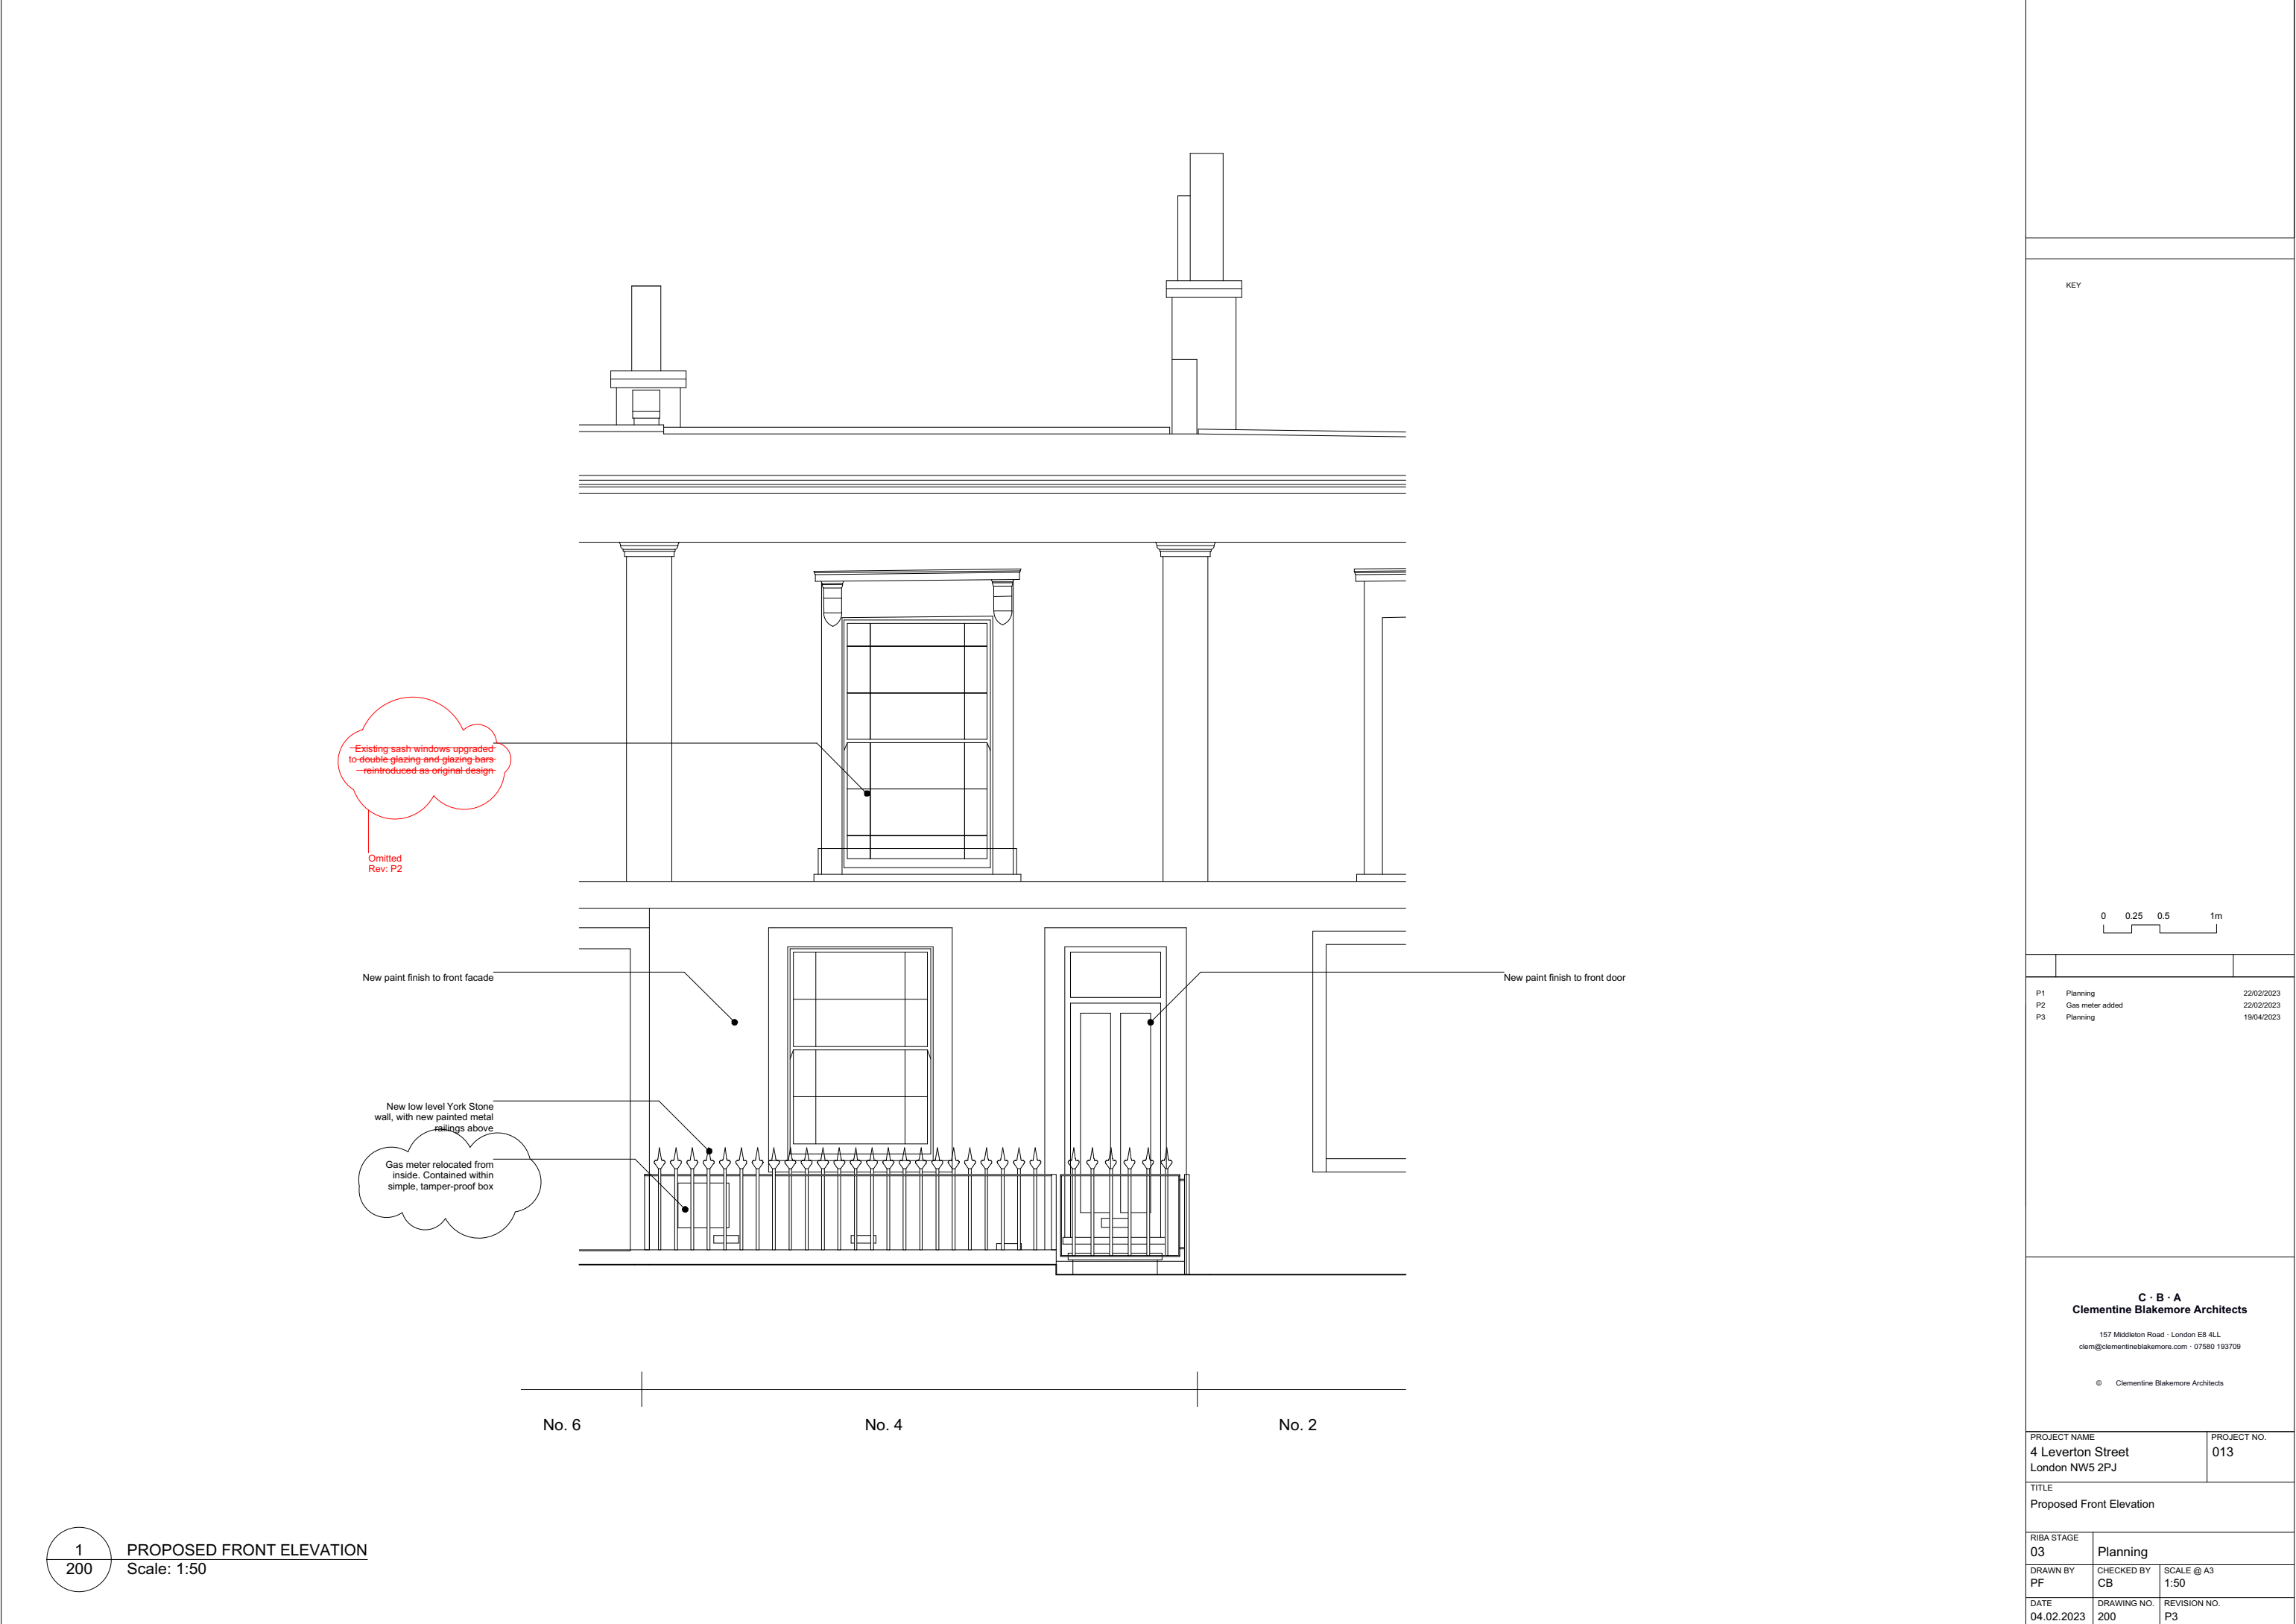 KEY
0 0.25 0.5 1m
Existing sash windows upgraded
to double glazing and glazing bars
reintroduced as original design
Omitted
Rev: P2
New paint finish to front facade
New paint finish to front door
New low level York Stone
wall, with new painted metal
railings above
Gas meter relocated from
inside. Contained within
simple, tamper-proof box
No. 6
No. 4
No. 2
1
200
PROPOSED FRONT ELEVATION
Scale: 1:50
P1 Planning 22/02/2023
P2 Gas meter added 22/02/2023
P3 Planning 19/04/2023
C · B · A
Clementine Blakemore Architects
157 Middleton Road · London E8 4LL
clem@clementineblakemore.com · 07580 193709
© Clementine Blakemore Architects
PROJECT NAME PROJECT NO.
4 Leverton Street 013
London NW5 2PJ
TITLE
Proposed Front Elevation
RIBA STAGE
03 Planning
DRAWN BY CHECKED BY SCALE @ A3
PF CB 1:50
DATE DRAWING NO. REVISION NO.
04.02.2023 200 P3